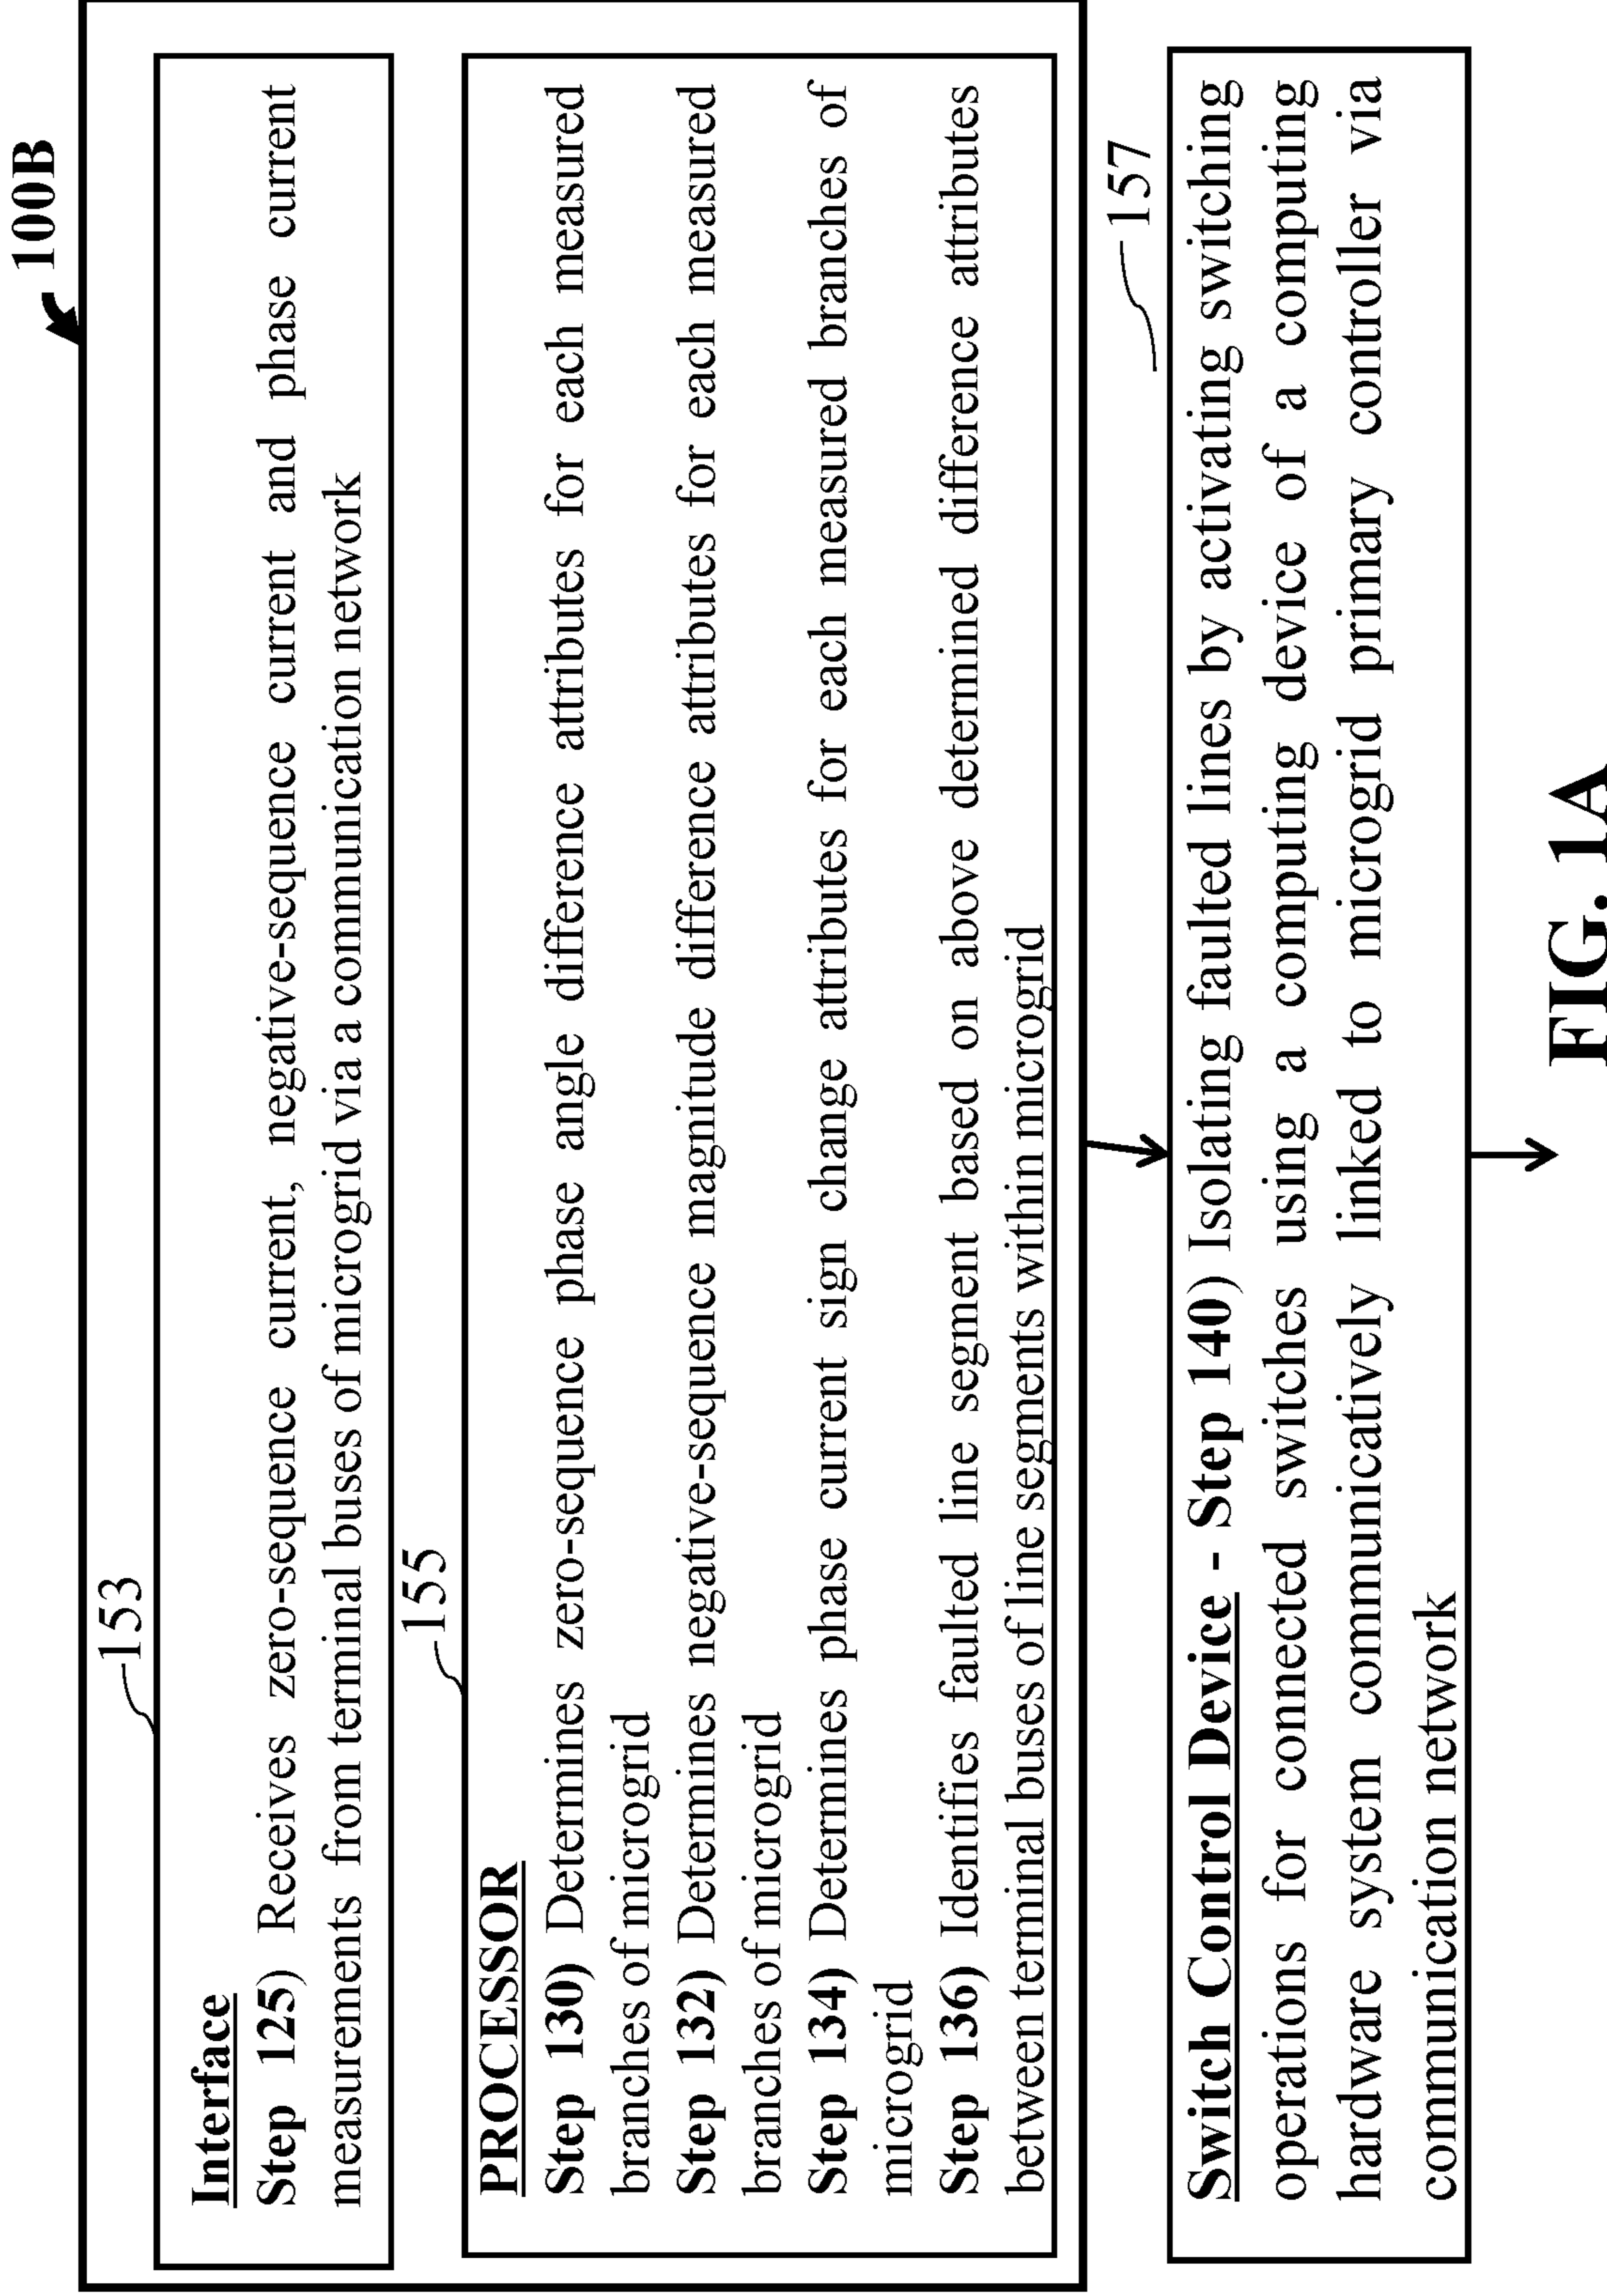 100B
153
Interface
Step 125) Receives zero-sequence current, negative-sequence current and phase current
measurements from terminal buses of microgrid via a communication network
155
PROCESSOR
Step 130) Determines zero-sequence phase angle difference attributes for each measured
branches of microgrid
Step 132) Determines negative-sequence magnitude difference attributes for each measured
branches of microgrid
Step 134) Determines phase current sign change attributes for each measured branches of
microgrid
Step 136) Identifies faulted line segment based on above determined difference attributes
between terminal buses of line segments within microgrid
157
Switch Control Device - Step 140) Isolating faulted lines by activating switching
operations for connected switches using a computing device of a computing
hardware system communicatively linked to microgrid primary controller via
communication network
FIG. 1A